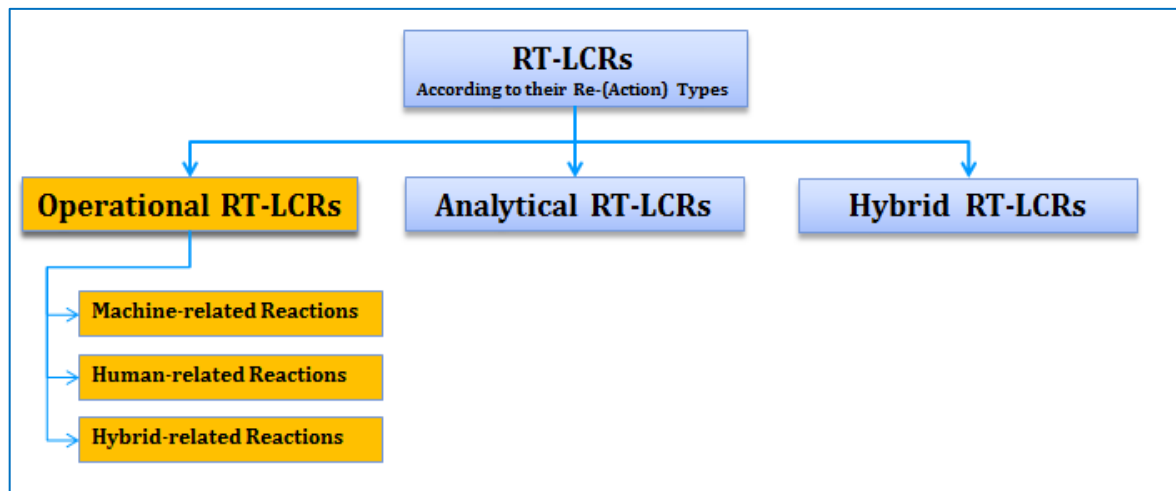 RT-LCRs
According to their Re-(Action) Types
Operational RT-LCRs
Analytical RT-LCRs
Hybrid RT-LCRs
Machine-related Reactions
Human-related Reactions
Hybrid-related Reactions